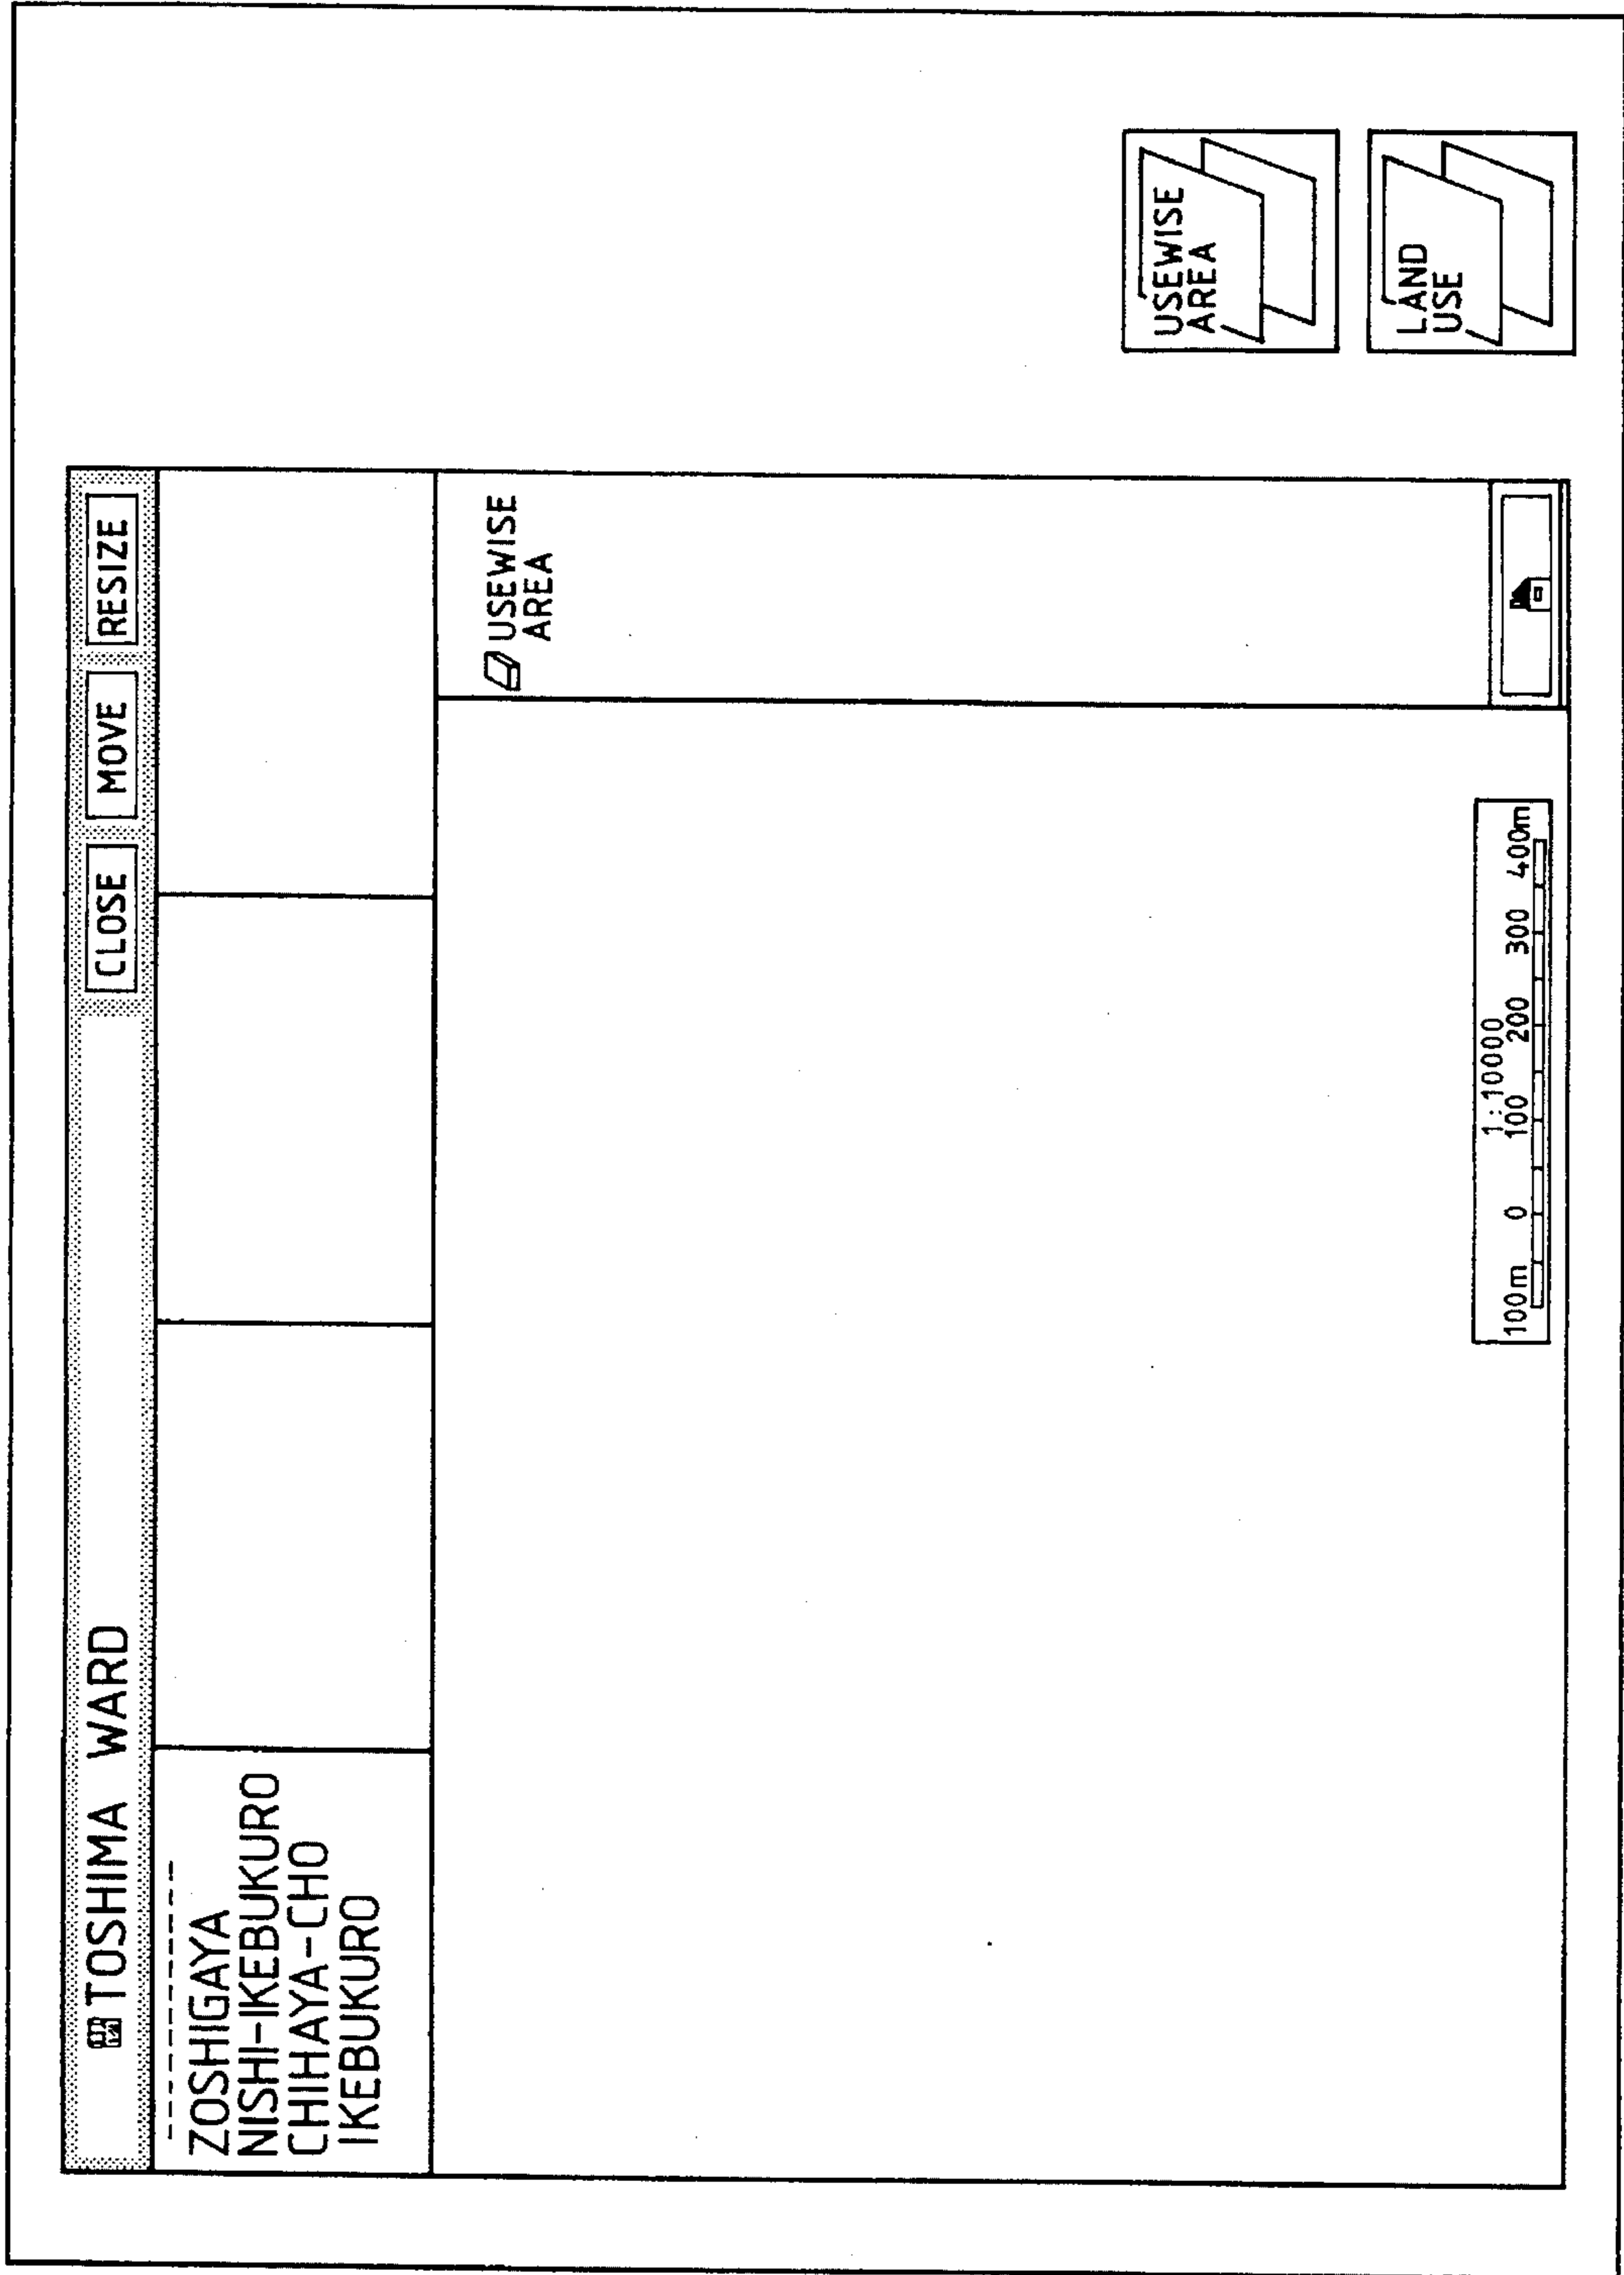 TOSHIMA WARD
CLOSE
MOVE
RESIZE
ZOSHIGAYA
NISHI-IKEBUKURO
CHIHAYA-CHO
IKEBUKURO
USEWISE
AREA
1:10000
100m 0 100 200 300 400m
USEWISE
AREA
LAND
USE